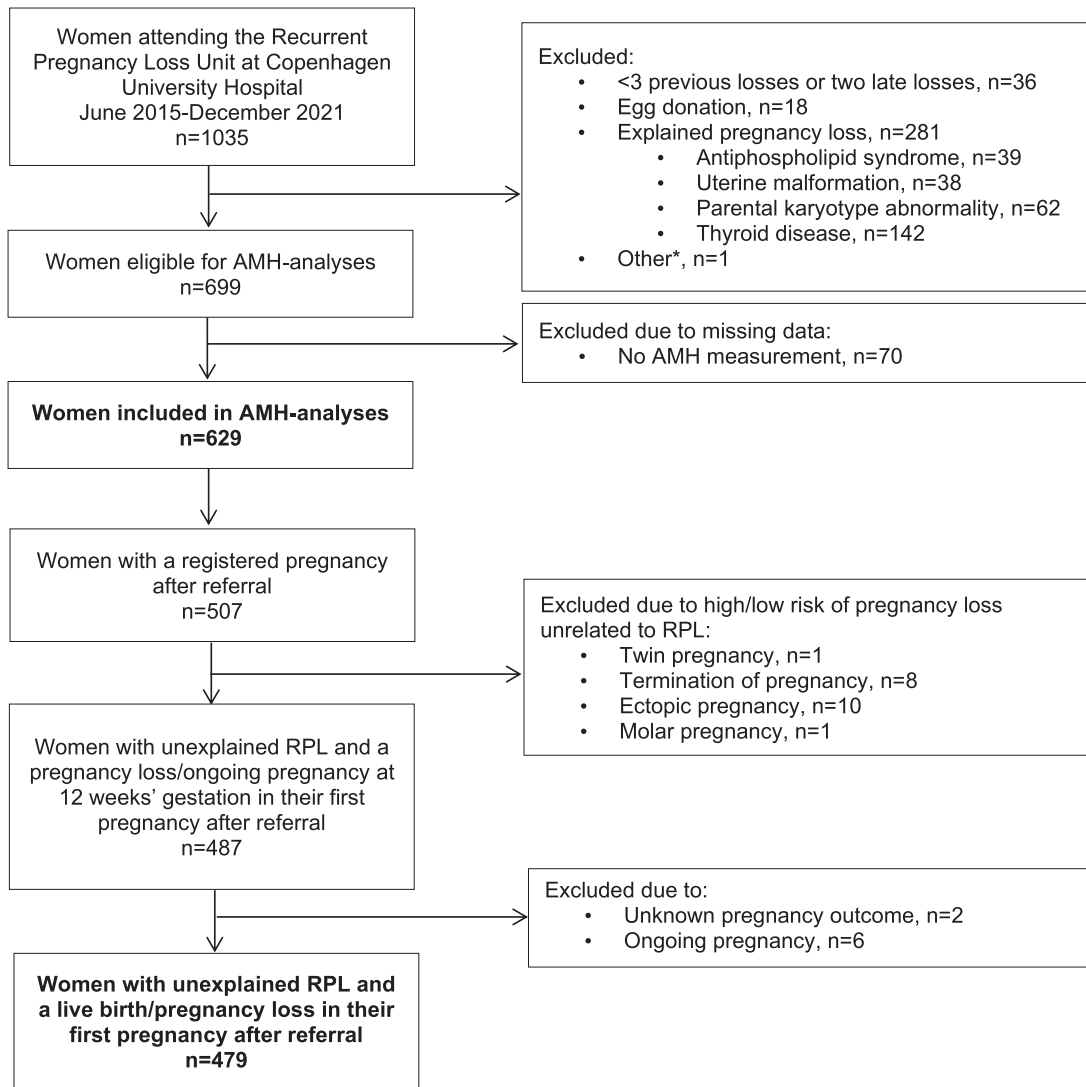 Women attending the Recurrent
Pregnancy Loss Unit at Copenhagen
University Hospital
June 2015-December 2021
n=1035
Excluded:
• <3 previous losses or two late losses, n=36
• Egg donation, n=18
• Explained pregnancy loss, n=281
• Antiphospholipid syndrome, n=39
• Uterine malformation, n=38
• Parental karyotype abnormality, n=62
• Thyroid disease, n=142
• Other*, n=1
Women eligible for AMH-analyses
n=699
Excluded due to missing data:
• No AMH measurement, n=70
Women included in AMH-analyses
n=629
Women with a registered pregnancy
after referral
n=507
Excluded due to high/low risk of pregnancy loss
unrelated to RPL:
• Twin pregnancy, n=1
• Termination of pregnancy, n=8
• Ectopic pregnancy, n=10
• Molar pregnancy, n=1
Women with unexplained RPL and a
pregnancy loss/ongoing pregnancy at
12 weeks’ gestation in their first
pregnancy after referral
n=487
Excluded due to:
• Unknown pregnancy outcome, n=2
• Ongoing pregnancy, n=6
Women with unexplained RPL and
a live birth/pregnancy loss in their
first pregnancy after referral
n=479